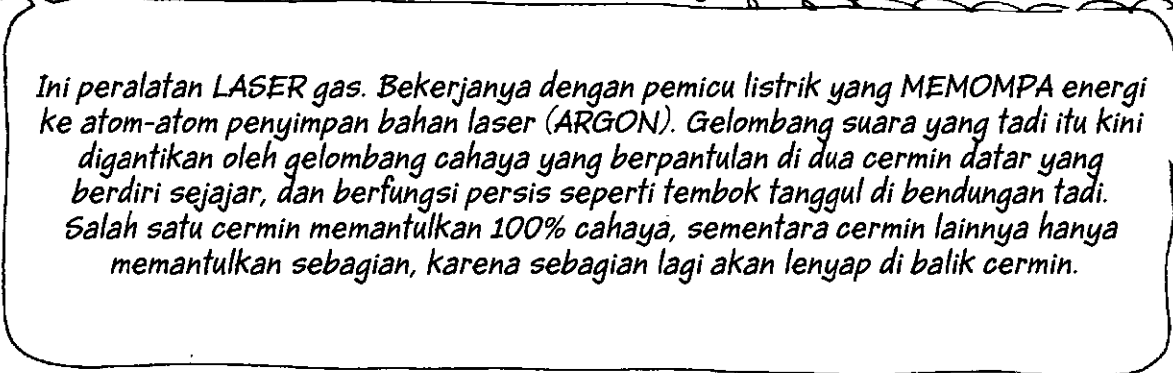 Ini peralatan LASER gas. Bekerjanya dengan pemicu listrik yang MEMOMPA energi
ke atom-atom penyimpan bahan laser (ARGON). Gelombang suara yang tadi itu kini
digantikan oleh gelombang cahaya yang berpantulan di dua cermin datar yang
berdiri sejajar, dan berfungsi persis seperti tembok tanggul di bendungan tadi.
Salah satu cermin memantulkan 100% cahaya, sementara cermin lainnya hanya
memantulkan sebagian, karena sebagian lagi akan lenyap di balik cermin.